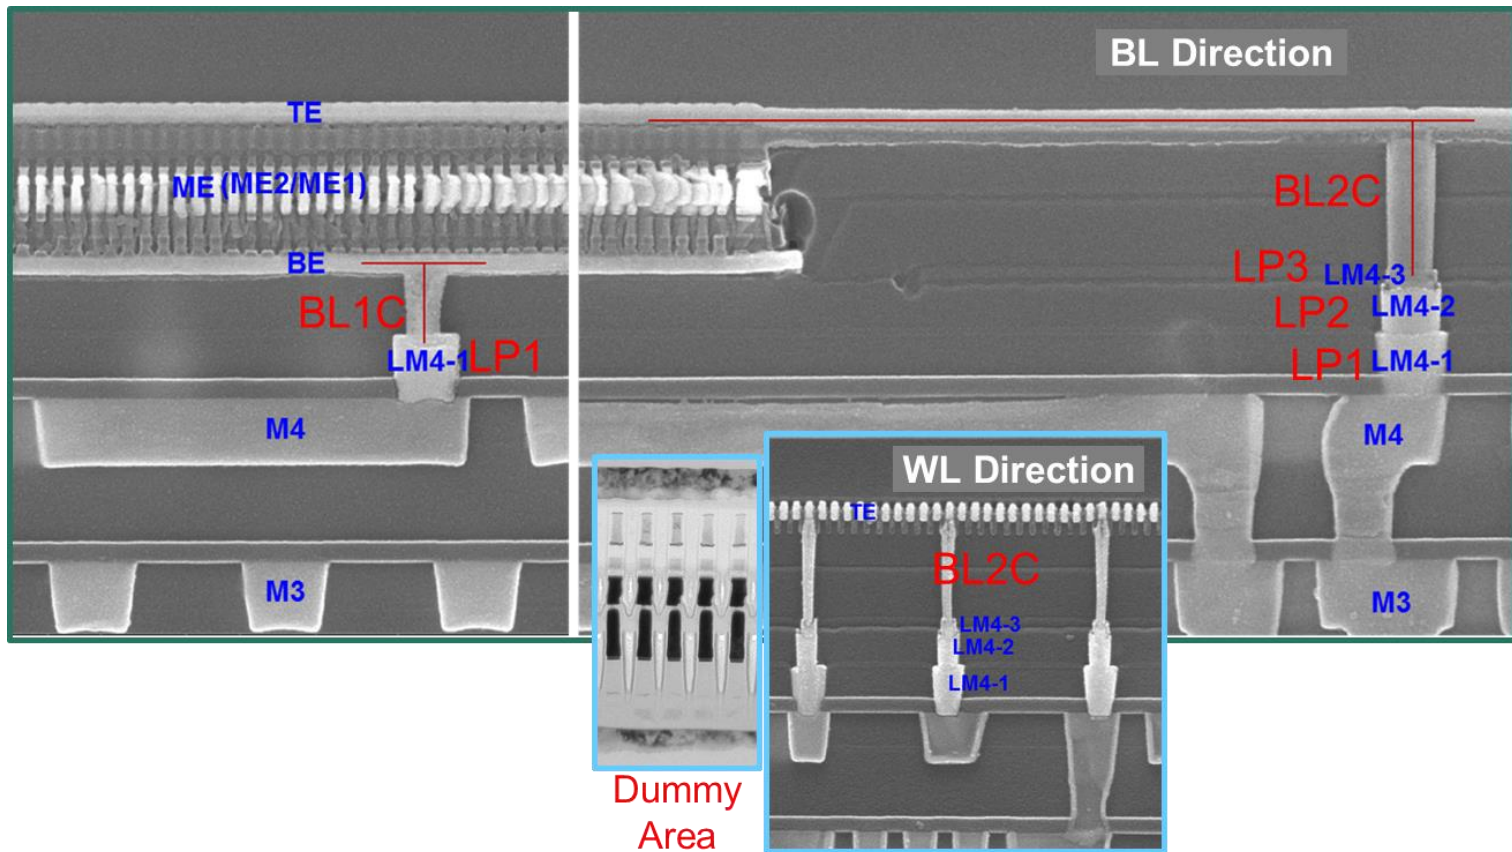 BL Direction
TE
ME (ME2/ME1)
BE
BL1C
LM4-1 LP1
M4
M3
BL2C
LP3 LM4-3
LP2 LM4-2
LP1 LM4-1
M4
M3
WL Direction
TE
BL2C
LM4-3
LM4-2
LM4-1
Dummy
Area